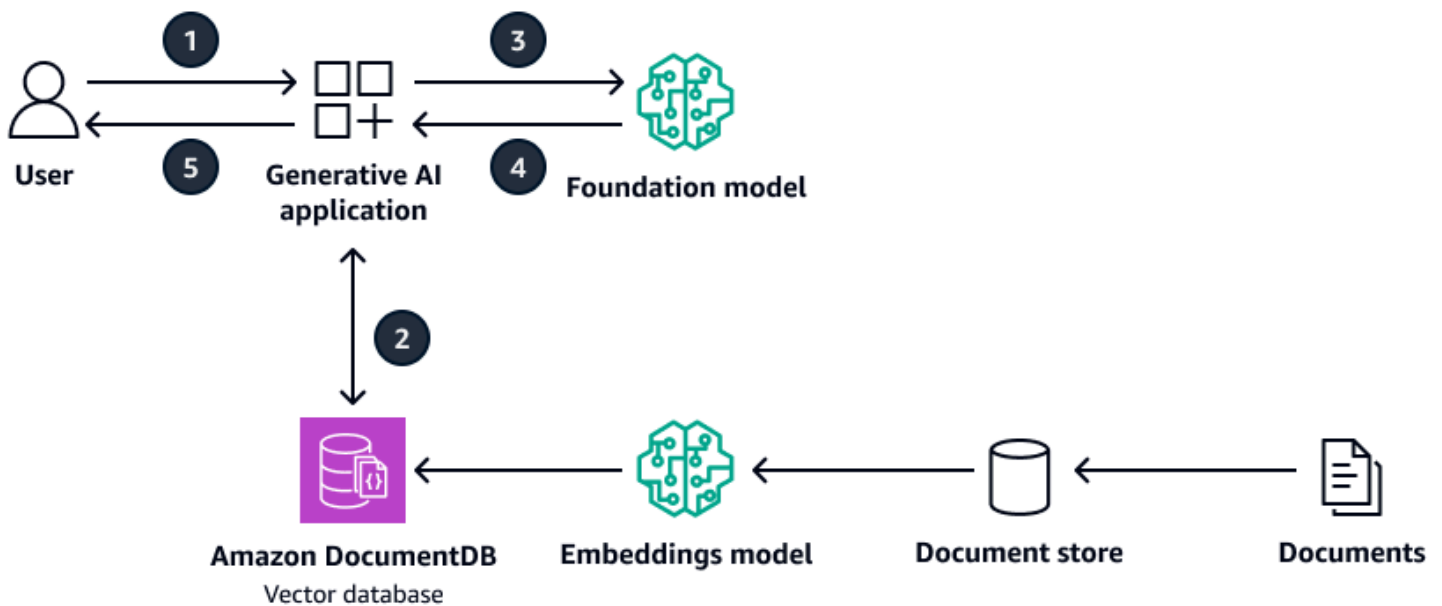 1
3
5
4
User
Generative AI
application
Foundation model
2
{}
Amazon DocumentDB
Vector database
Embeddings model
Document store
Documents